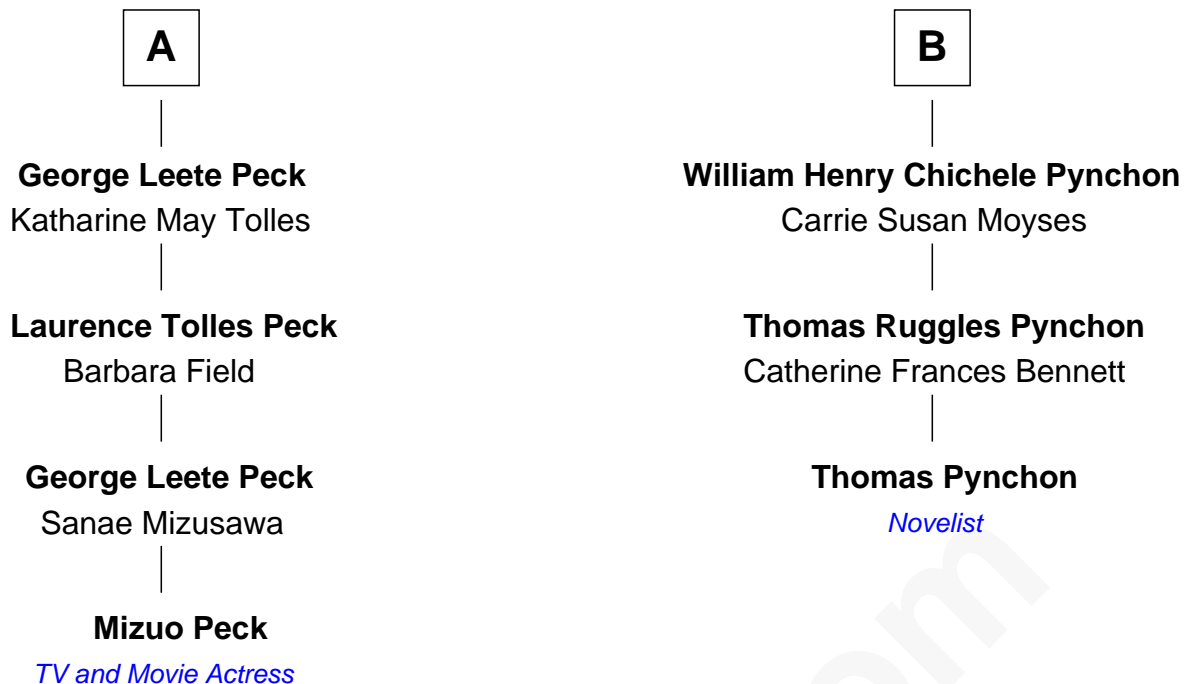 A
George Leete Peck
Katharine May Tolles
Laurence Tolles Peck
Barbara Field
George Leete Peck
Sanae Mizusawa
Mizuo Peck
TV and Movie Actress
B
William Henry Chichele Pynchon
Carrie Susan Moyses
Thomas Ruggles Pynchon
Catherine Frances Bennett
Thomas Pynchon
Novelist